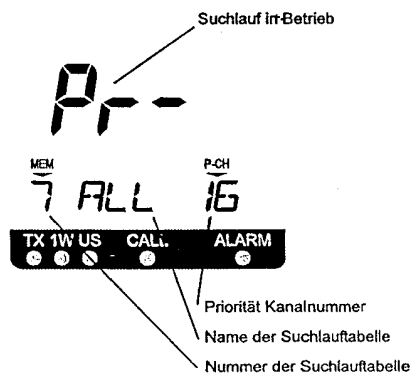 Suchlauf in Betrieb
Pr-
MEM P-CH
7 ALL 16
TX 1W US CALL ALARM
Priorität Kanalnummer
Name der Suchlauftabelle
Nummer der Suchlauftabelle